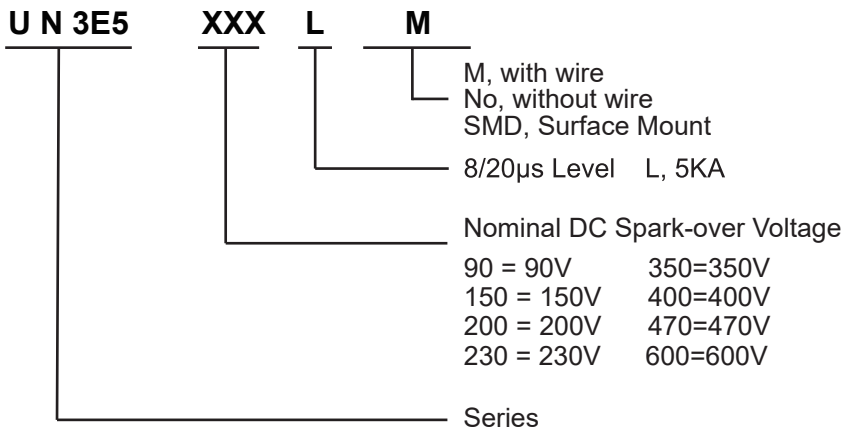 U N 3E5 XXX L M
M, with wire
No, without wire
SMD, Surface Mount
8/20μs Level L, 5KA
Nominal DC Spark-over Voltage
90 = 90V 350=350V
150 = 150V 400=400V
200 = 200V 470=470V
230 = 230V 600=600V
Series